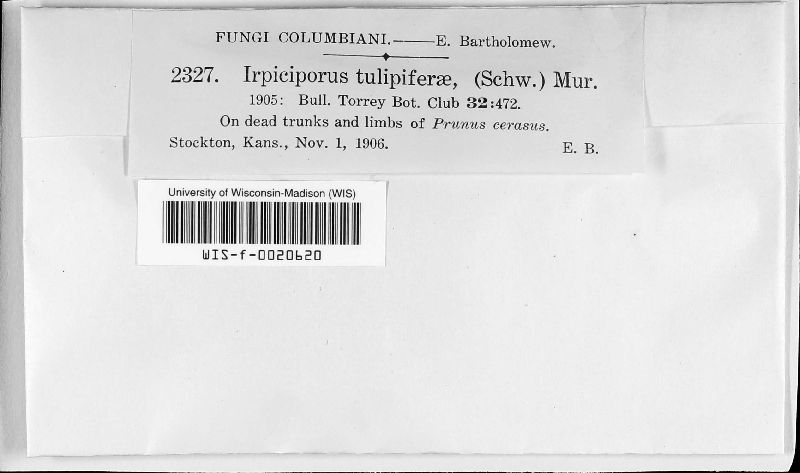 FUNGI COLUMBIANI.——E. Bartholomew.
2327. Irpiciporus tulipiferæ, (Schw.) Mur.
1905: Bull. Torrey Bot. Club 32:472.
On dead trunks and limbs of Prunus cerasus.
Stockton, Kans., Nov. 1, 1906. E. B.
University of Wisconsin-Madison (WIS)
WIS-f-0020620